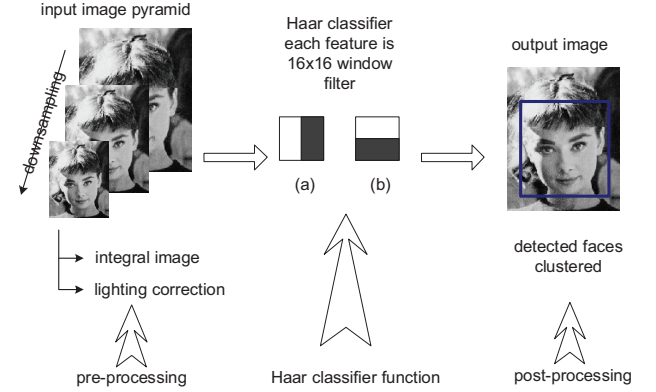 input image pyramid
downsampling
integral image
lighting correction
pre-processing
Haar classifier
each feature is
16x16 window
filter
(a)
(b)
Haar classifier function
output image
detected faces
clustered
post-processing